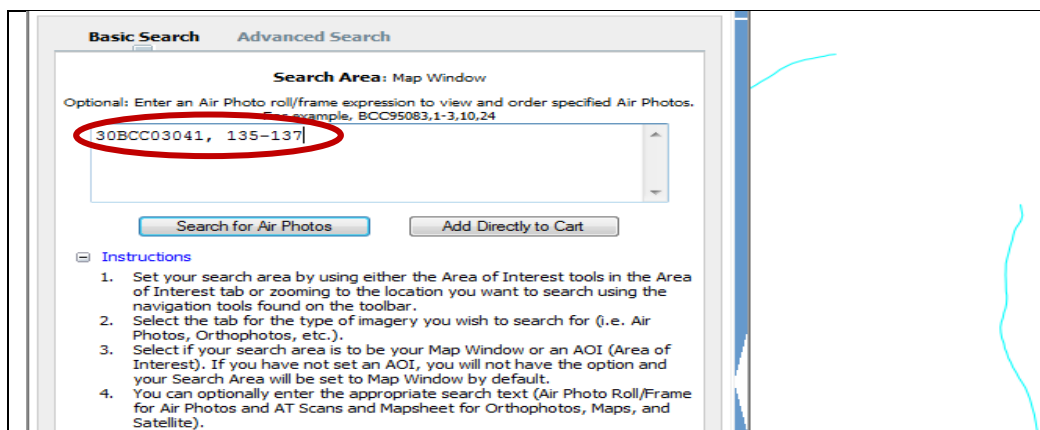 Basic Search Advanced Search
Search Area: Map Window
Optional: Enter an Air Photo roll/frame expression to view and order specified Air Photos.
For example, BCC95083,1-3,10,24
30BCC03041, 135-137
Search for Air Photos Add Directly to Cart
Instructions
1. Set your search area by using either the Area of Interest tools in the Area
of Interest tab or zooming to the location you want to search using the
navigation tools found on the toolbar.
2. Select the tab for the type of imagery you wish to search for (i.e. Air
Photos, Orthophotos, etc.).
3. Select if your search area is to be your Map Window or an AOI (Area of
Interest). If you have not set an AOI, you will not have the option and
your Search Area will be set to Map Window by default.
4. You can optionally enter the appropriate search text (Air Photo Roll/Frame
for Air Photos and AT Scans and Mapsheet for Orthophotos, Maps, and
Satellite).